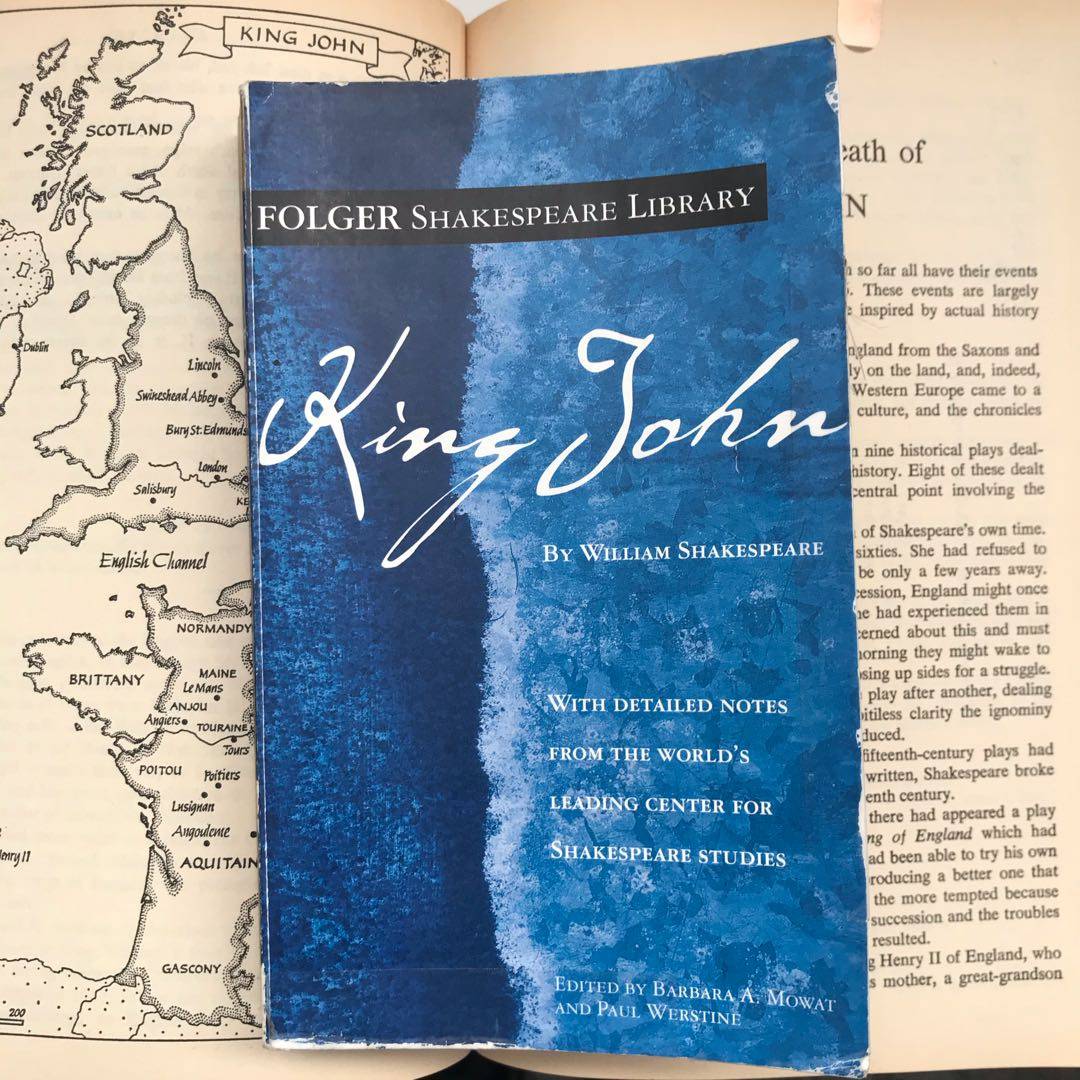 KING JOHN
SCOTLAND
Dublin
Lincoln
Swineshead Abbey
Bury St. Edmunds
London
Salisbury
KE
English Channel
NORMANDY
BRITTANY
MAINE
Le Mans
ANJOU
Angiers
TOURAINE
Tours
POITOU
Poitiers
Lusignan
Angouleme
AQUITAIN
enry II
GASCONY
200
FOLGER SHAKESPEARE LIBRARY
King John
BY WILLIAM SHAKESPEARE
WITH DETAILED NOTES
FROM THE WORLD'S
LEADING CENTER FOR
SHAKESPEARE STUDIES
EDITED BY BARBARA A. MOWAT
AND PAUL WERSTINE
eath of
N
so far all have their events
. These events are largely
inspired by actual history
ngland from the Saxons and
ly on the land, and, indeed,
Western Europe came to a
culture, and the chronicles
n nine historical plays deal-
history. Eight of these dealt
central point involving the
of Shakespeare's own time.
sixties. She had refused to
be only a few years away.
ession, England might once
he had experienced them in
erned about this and must
orning they might wake to
osing up sides for a struggle.
play after another, dealing
itiless clarity the ignominy
duced.
fifteenth-century plays had
written, Shakespeare broke
enth century.
there had appeared a play
ng of England which had
ad been able to try his own
roducing a better one that
the more tempted because
succession and the troubles
resulted.
g Henry II of England, who
s mother, a great-grandson